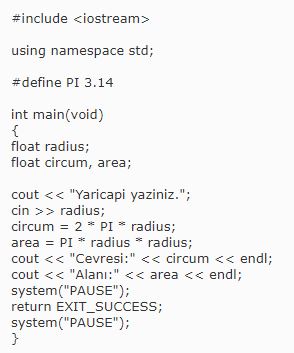 #include <iostream>
using namespace std;
#define PI 3.14
int main(void)
{
float radius;
float circum, area;
cout << "Yaricapi yaziniz.";
cin >> radius;
circum = 2 * PI * radius;
area = PI * radius * radius;
cout << "Cevresi:" << circum << endl;
cout << "Alanı:" << area << endl;
system("PAUSE");
return EXIT_SUCCESS;
system("PAUSE");
}